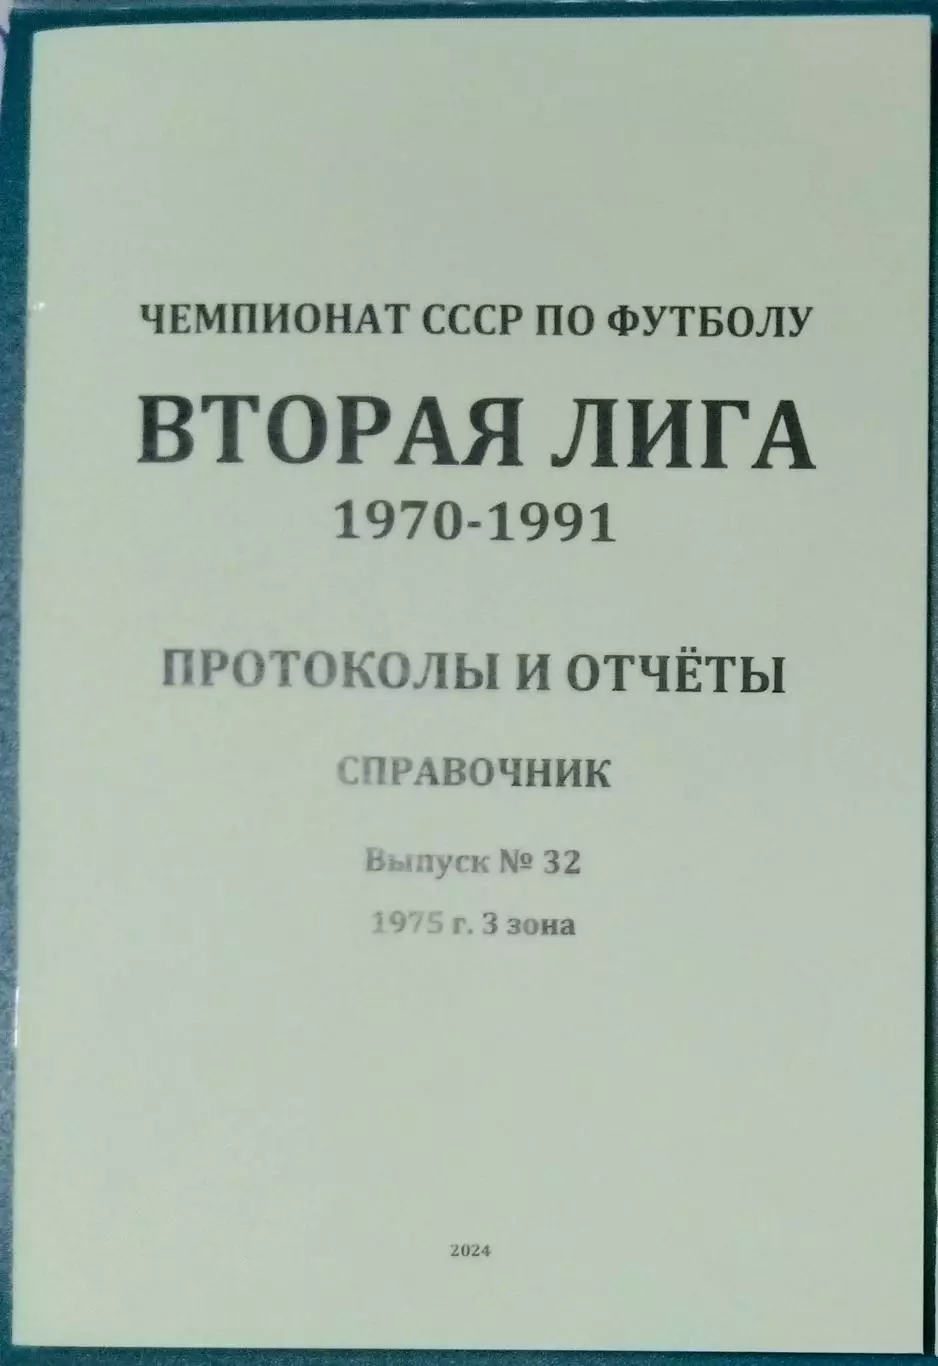 ЧЕМПИОНАТ СССР ПО ФУТБОЛУ
ВТОРАЯ ЛИГА
1970-1991
ПРОТОКОЛЫ И ОТЧЁТЫ
СПРАВОЧНИК
Выпуск № 32
1975 г. 3 зона
2024